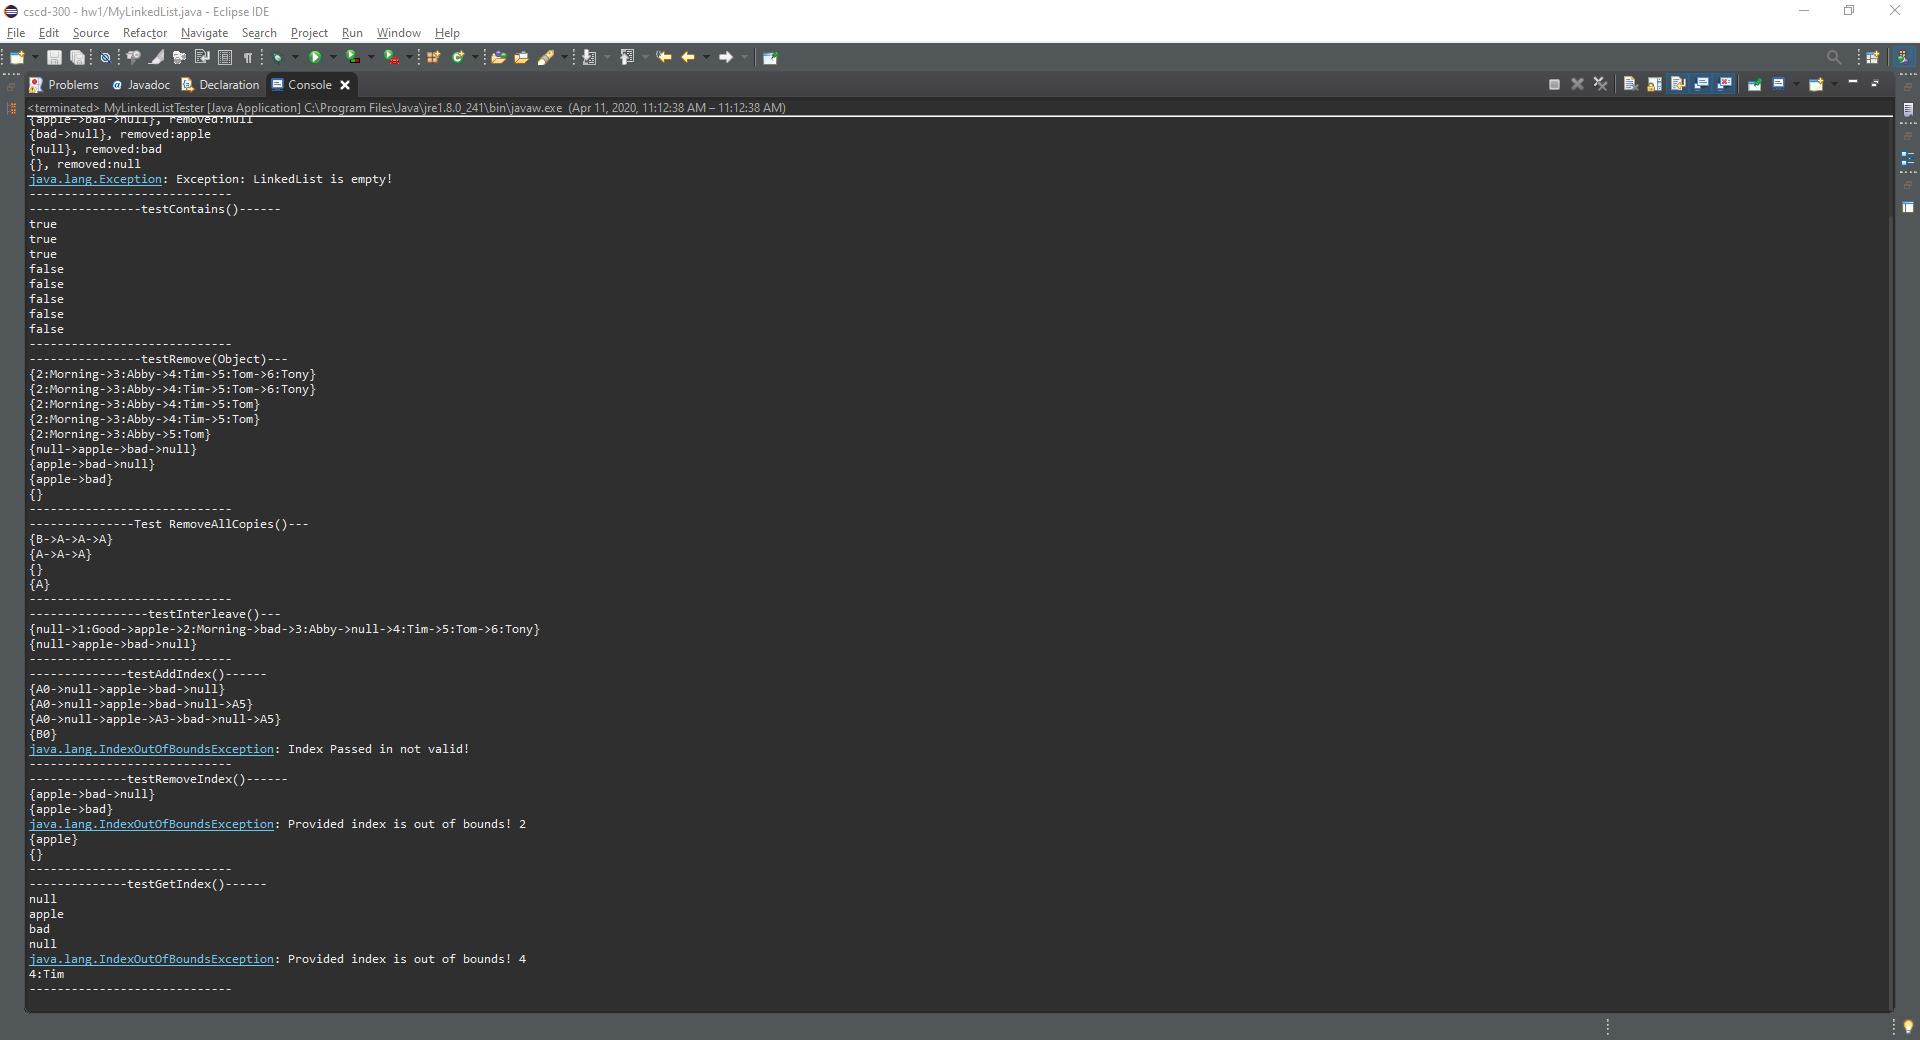 cscd-300 - hw1/MyLinkedList.java - Eclipse IDE
File Edit Source Refactor Navigate Search Project Run Window Help
Problems Javadoc Declaration Console
<terminated> MyLinkedListTester [Java Application] C:\Program Files\Java\jre1.8.0_241\bin\javaw.exe (Apr 11, 2020, 11:12:38 AM – 11:12:38 AM)
{apple->bad->null}, removed:null
{bad->null}, removed:apple
{null}, removed:bad
{}, removed:null
java.lang.Exception: Exception: LinkedList is empty!
-----------------------------
----------------testContains()------
true
true
true
false
false
false
false
false
-----------------------------
----------------testRemove(Object)---
{2:Morning->3:Abby->4:Tim->5:Tom->6:Tony}
{2:Morning->3:Abby->4:Tim->5:Tom->6:Tony}
{2:Morning->3:Abby->4:Tim->5:Tom}
{2:Morning->3:Abby->4:Tim->5:Tom}
{2:Morning->3:Abby->5:Tom}
{null->apple->bad->null}
{apple->bad->null}
{apple->bad}
{}
-----------------------------
---------------Test RemoveAllCopies()---
{B->A->A->A}
{A->A->A}
{}
{A}
-----------------------------
-----------------testInterleave()---
{null->1:Good->apple->2:Morning->bad->3:Abby->null->4:Tim->5:Tom->6:Tony}
{null->apple->bad->null}
-----------------------------
--------------testAddIndex()------
{A0->null->apple->bad->null}
{A0->null->apple->bad->null->A5}
{A0->null->apple->A3->bad->null->A5}
{B0}
java.lang.IndexOutOfBoundsException: Index Passed in not valid!
-----------------------------
--------------testRemoveIndex()------
{apple->bad->null}
{apple->bad}
java.lang.IndexOutOfBoundsException: Provided index is out of bounds! 2
{apple}
{}
-----------------------------
--------------testGetIndex()------
null
apple
bad
null
java.lang.IndexOutOfBoundsException: Provided index is out of bounds! 4
4:Tim
-----------------------------